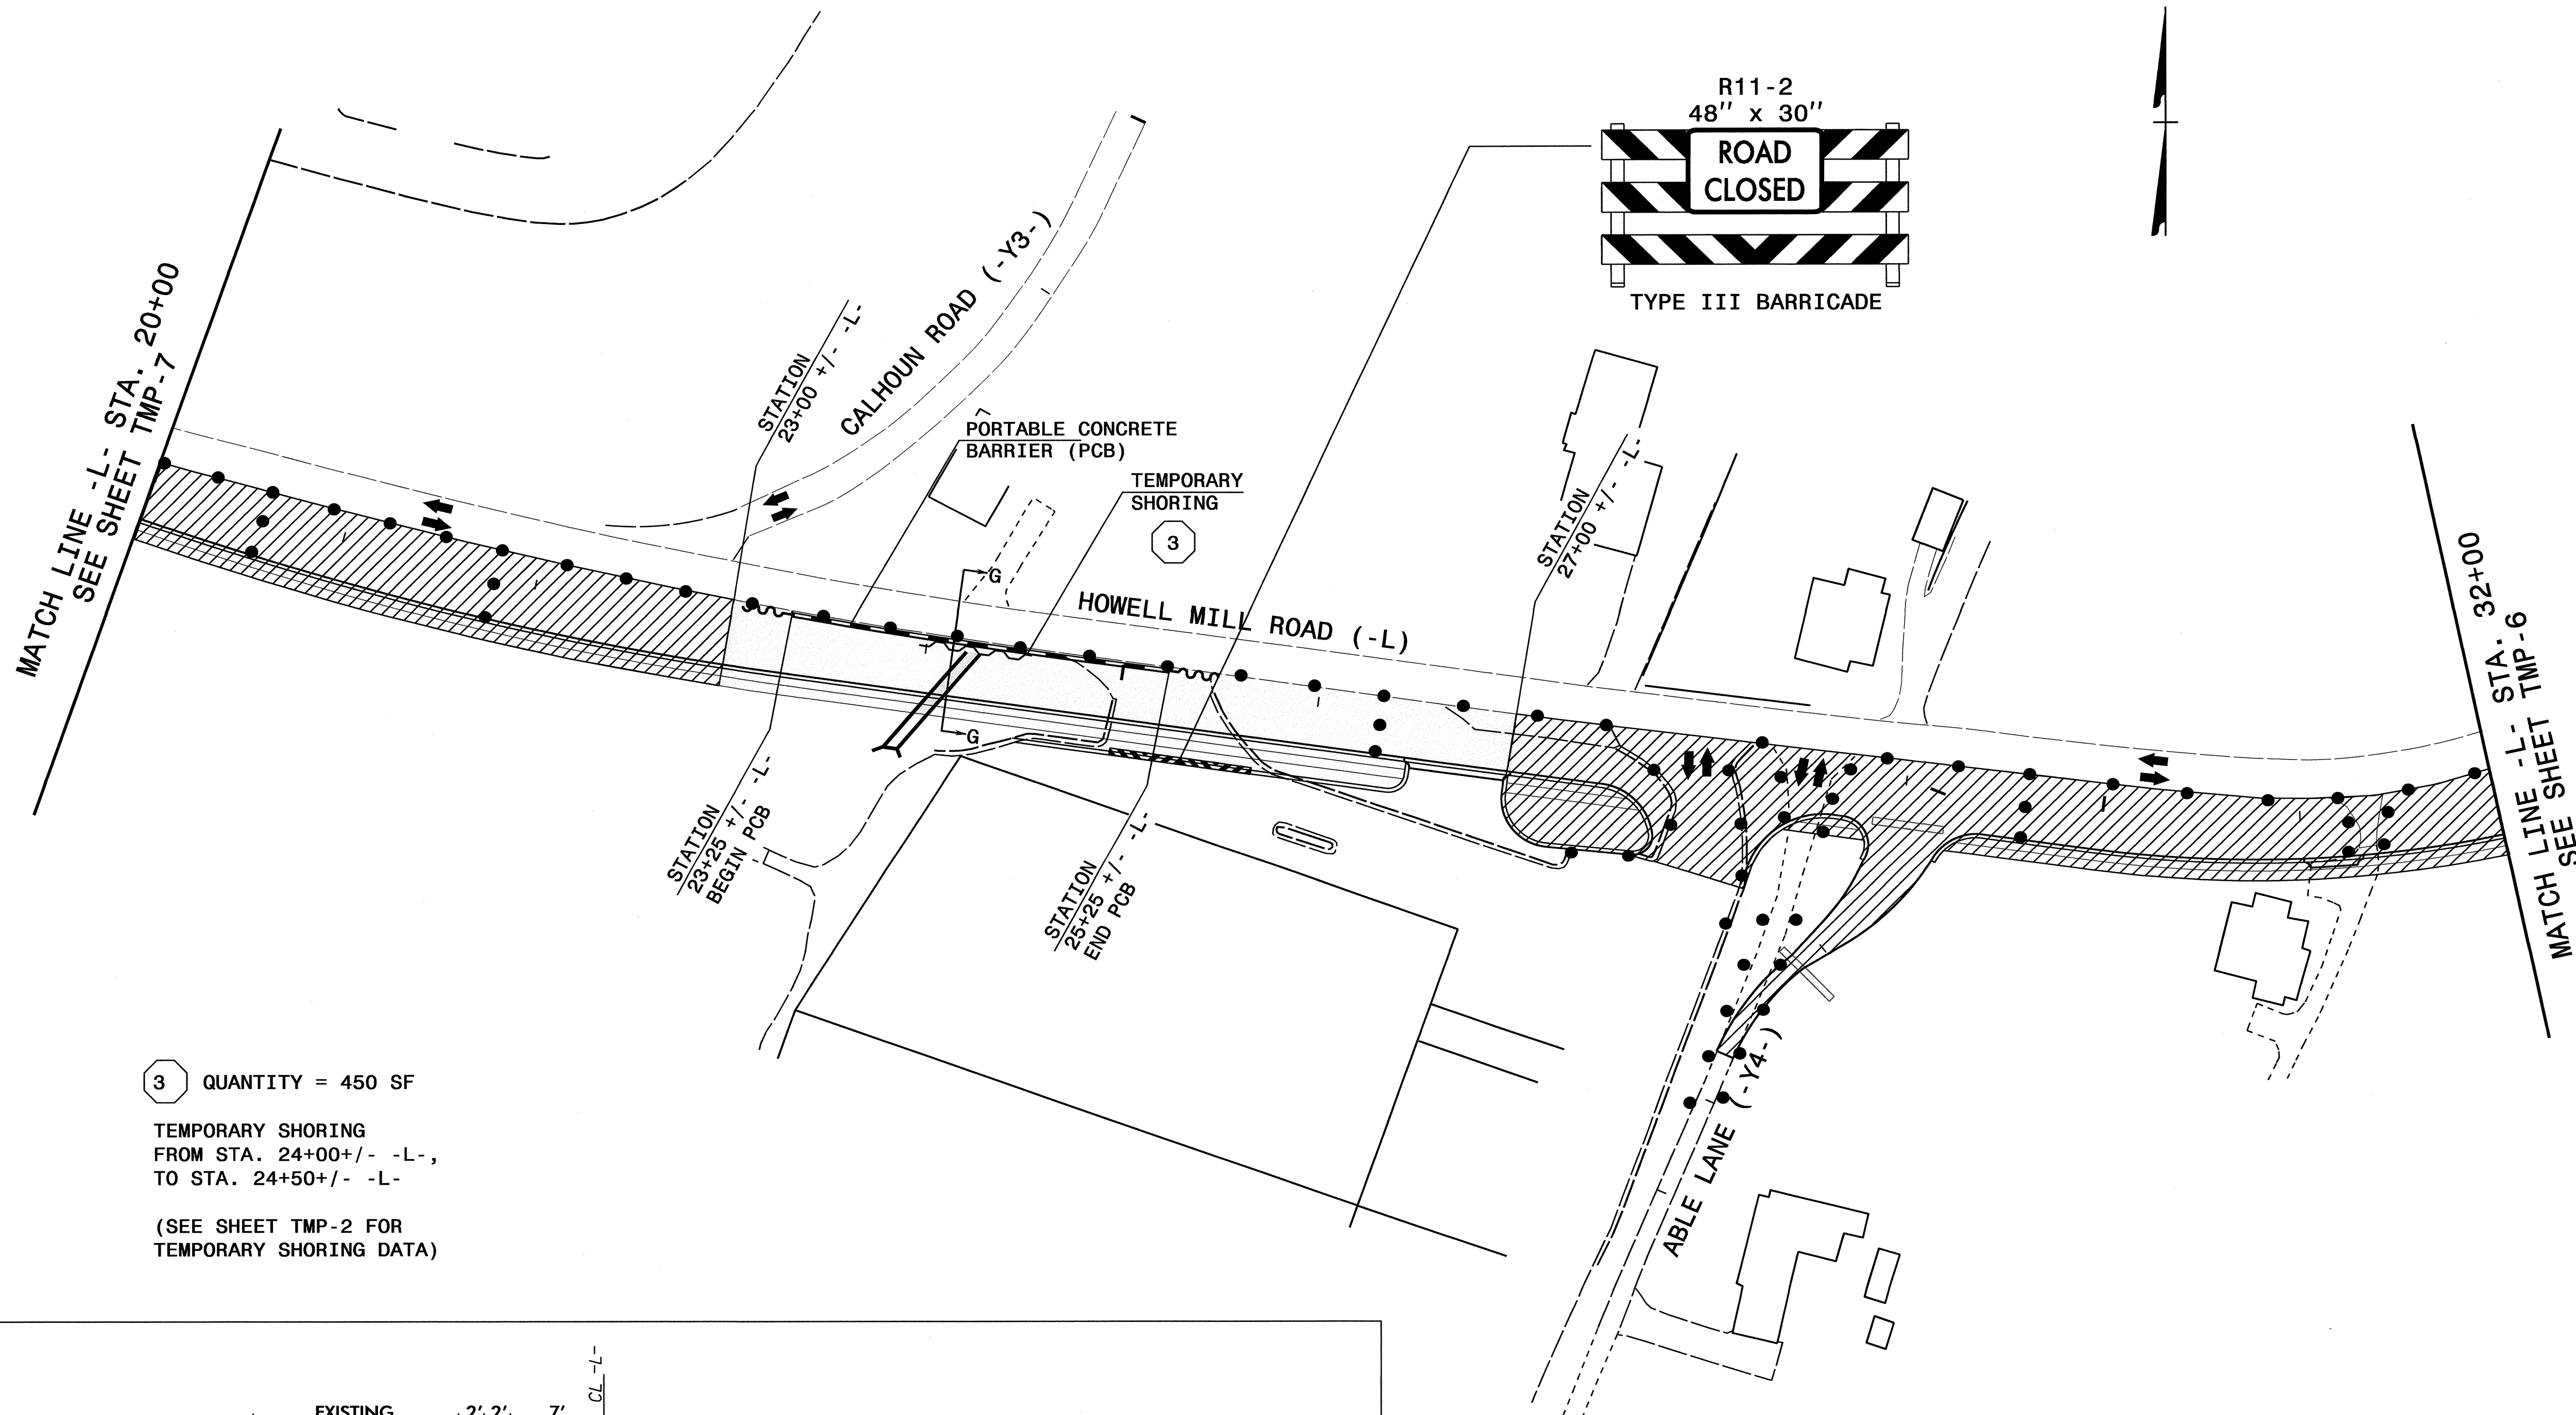 R11-2
48" x 30"
ROAD
CLOSED
TYPE III BARRICADE
MATCH LINE -L- STA. 20+00
SEE SHEET TMP-7
STATION
23+00 +/- -L-
CALHOUN ROAD (-Y3-)
PORTABLE CONCRETE
BARRIER (PCB)
TEMPORARY
SHORING
3
G
HOWELL MILL ROAD (-L)
G
STATION
27+00 +/- -L-
MATCH LINE -L- STA. 32+00
SEE SHEET TMP-6
STATION
23+25 +/- -L-
BEGIN PCB
STATION
25+25 +/- -L-
END PCB
ABLE LANE (-Y4-)
3 QUANTITY = 450 SF
TEMPORARY SHORING
FROM STA. 24+00+/- -L-,
TO STA. 24+50+/- -L-
(SEE SHEET TMP-2 FOR
TEMPORARY SHORING DATA)
CL -L-
EXISTING 2' 2' 7'